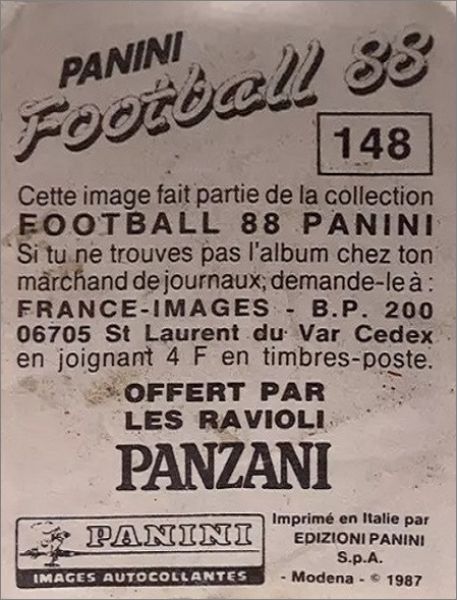 PANINI
Football 88
148
Cette image fait partie de la collection
FOOTBALL 88 PANINI
Si tu ne trouves pas l'album chez ton
marchand de journaux, demande-le à :
FRANCE-IMAGES - B.P. 200
06705 St Laurent du Var Cedex
en joignant 4 F en timbres-poste.
OFFERT PAR
LES RAVIOLI
PANZANI
PANINI
IMAGES AUTOCOLLANTES
Imprimé en Italie par
EDIZIONI PANINI
S.p.A.
- Modena - © 1987